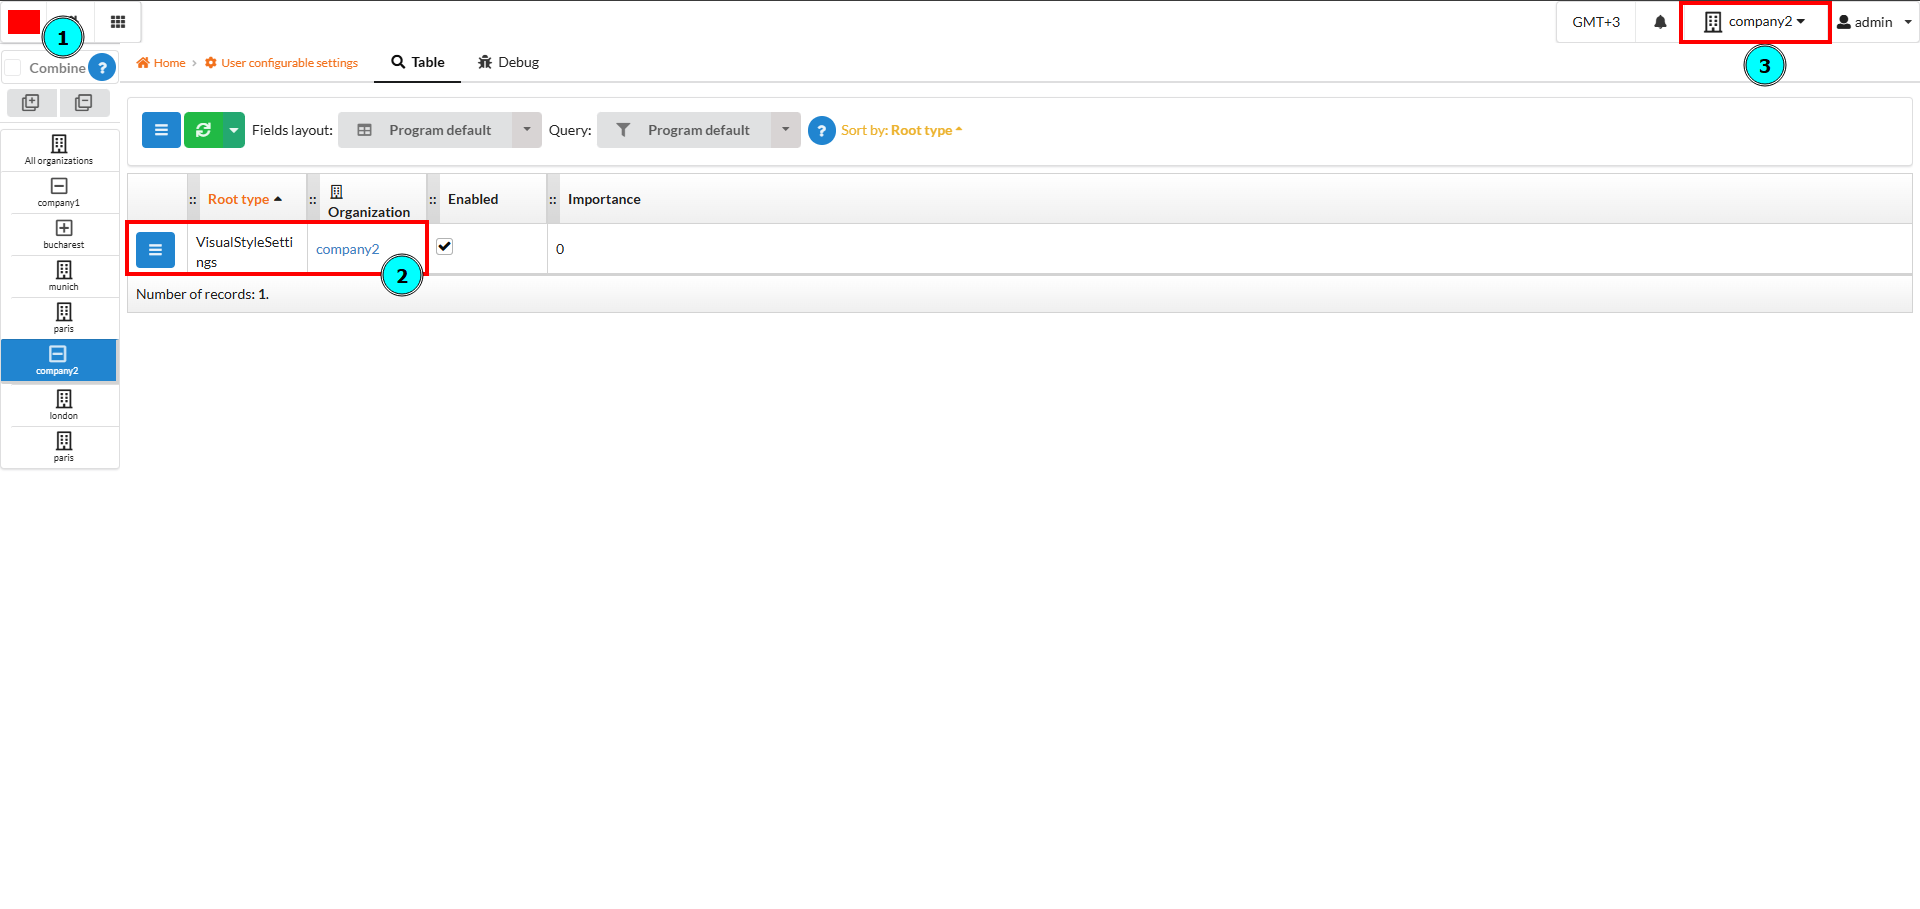 1
GMT+3
company2
admin
3
Combine
?
Home › User configurable settings
Table
Debug
Fields layout: Program default
Query: Program default
?
Sort by: Root type
All organizations
company1
bucharest
munich
paris
company2
london
paris
:: Root type
:: Organization
:: Enabled
:: Importance
VisualStyleSetti
ngs
company2
0
2
Number of records: 1.